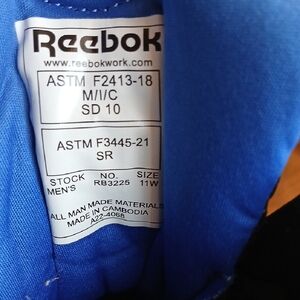 Reebok
www.reebokwork.com
ASTM F2413-18
M/I/C
SD 10
ASTM F3445-21
SR
STOCK NO. SIZE
MEN'S RB3225 11W
ALL MAN MADE MATERIALS
MADE IN CAMBODIA
A22-4068